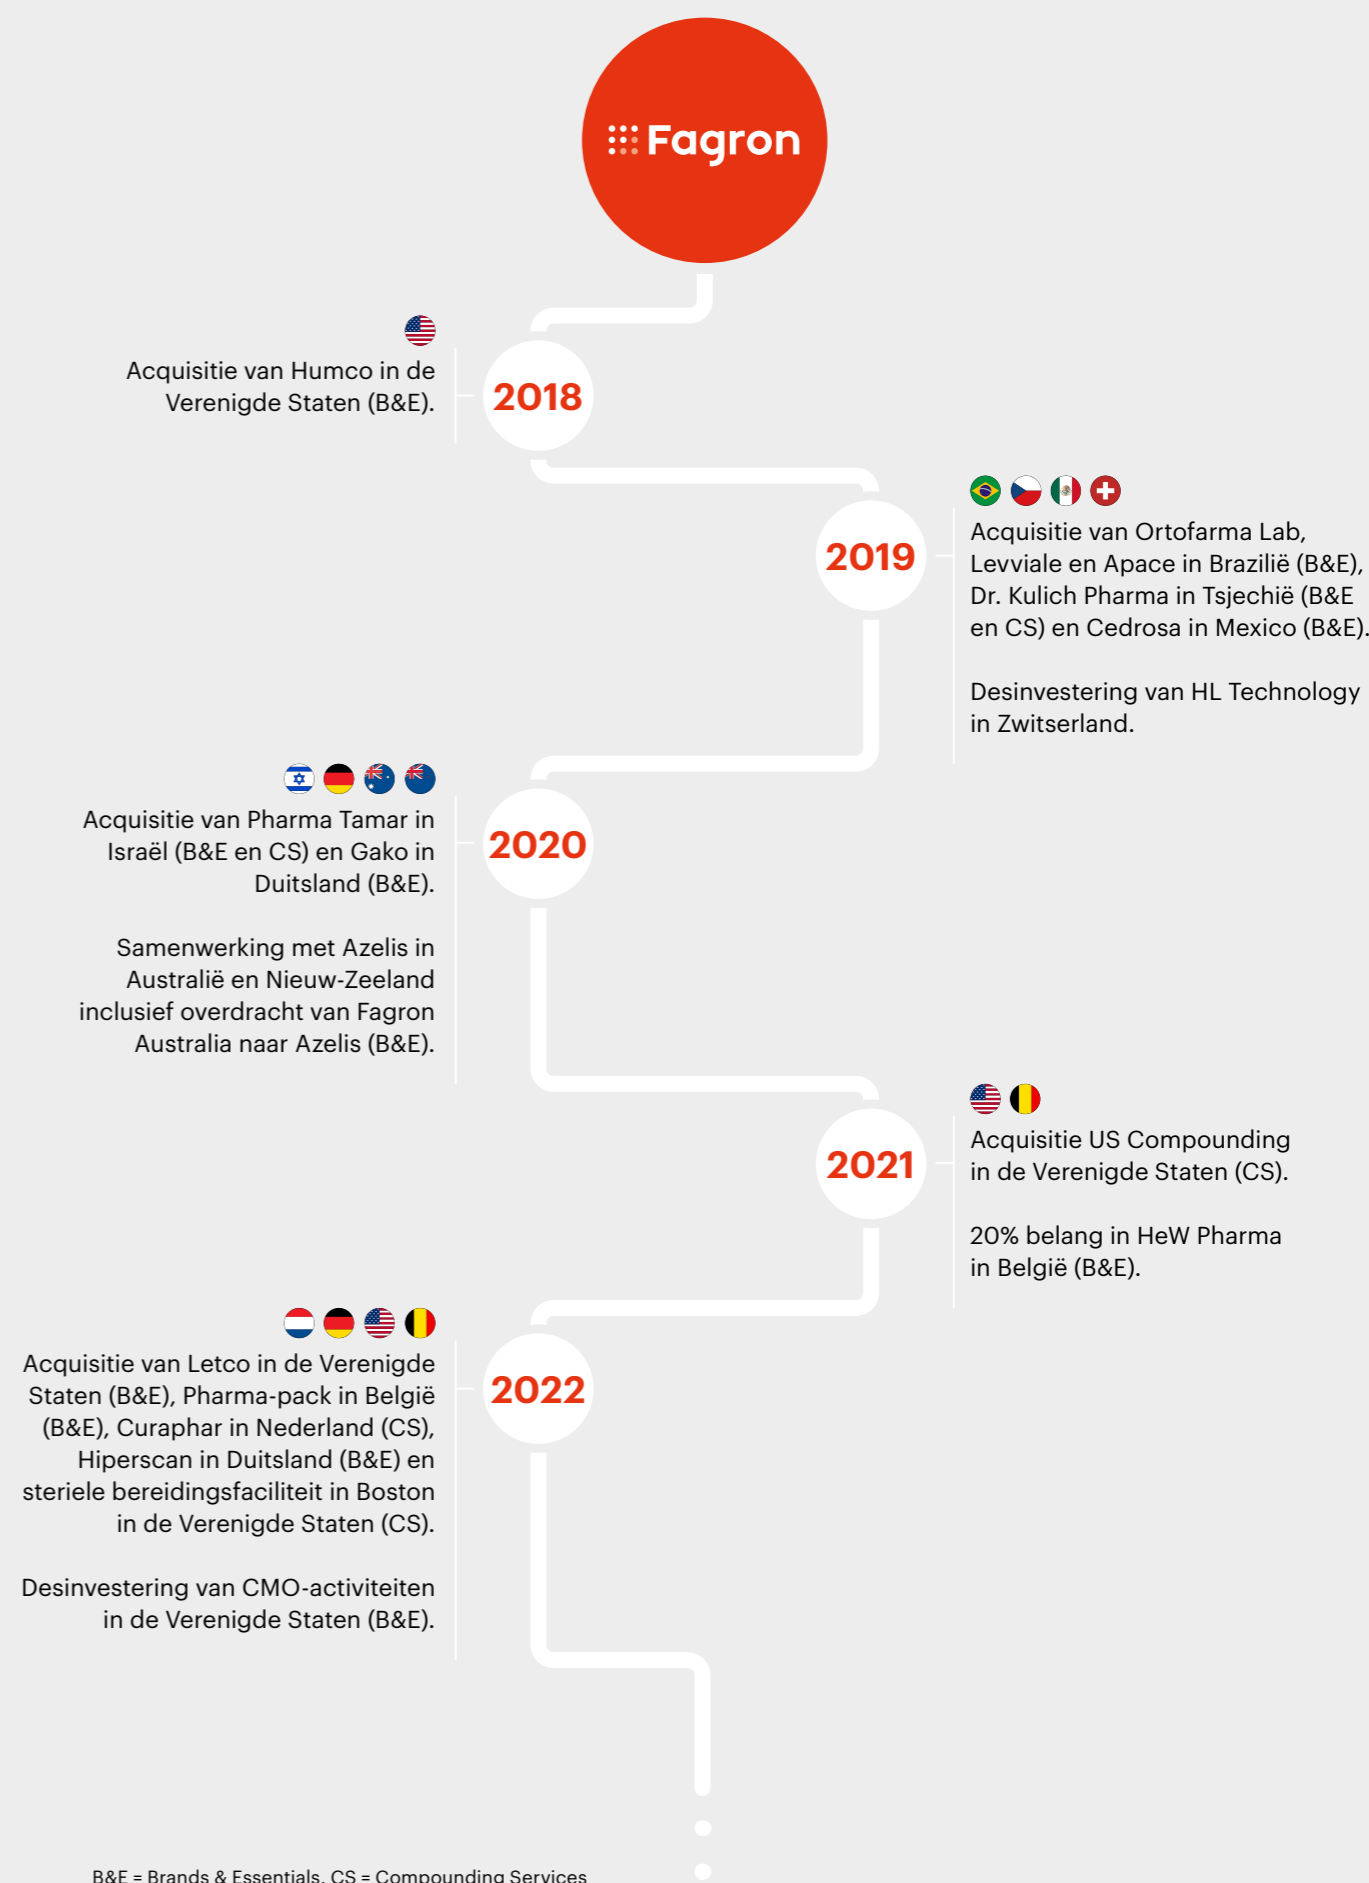 Fagron
Acquisitie van Humco in de
Verenigde Staten (B&E).
2018
2019
Acquisitie van Ortofarma Lab,
Levviale en Apace in Brazilië (B&E),
Dr. Kulich Pharma in Tsjechië (B&E
en CS) en Cedrosa in Mexico (B&E).
Desinvestering van HL Technology
in Zwitserland.
Acquisitie van Pharma Tamar in
Israël (B&E en CS) en Gako in
Duitsland (B&E).
Samenwerking met Azelis in
Australië en Nieuw-Zeeland
inclusief overdracht van Fagron
Australia naar Azelis (B&E).
2020
2021
Acquisitie US Compounding
in de Verenigde Staten (CS).
20% belang in HeW Pharma
in België (B&E).
Acquisitie van Letco in de Verenigde
Staten (B&E), Pharma-pack in België
(B&E), Curaphar in Nederland (CS),
Hiperscan in Duitsland (B&E) en
steriele bereidingsfaciliteit in Boston
in de Verenigde Staten (CS).
Desinvestering van CMO-activiteiten
in de Verenigde Staten (B&E).
2022
B&E = Brands & Essentials, CS = Compounding Services